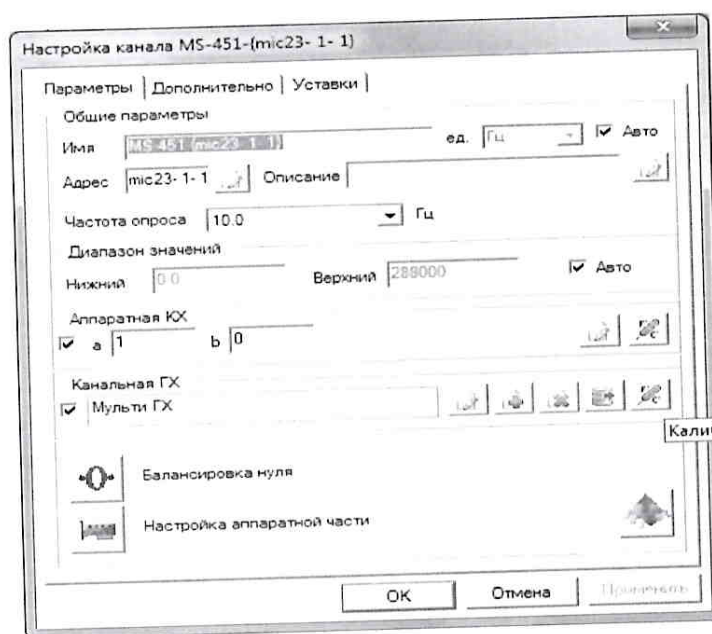 Настройка канала MS-451-(mic23- 1- 1)
Параметры | Дополнительно | Уставки |
Общие параметры
Имя MS-451-(mic23- 1- 1) ед. Гц Авто
Адрес mic23- 1- 1 Описание
Частота опроса 10.0 Гц
Диапазон значений
Нижний 0.0 Верхний 288000 Авто
Аппаратная КХ
a 1 b 0
Канальная ГХ
Мульти ГХ
Кали
Балансировка нуля
Настройка аппаратной части
OK Отмена Применить